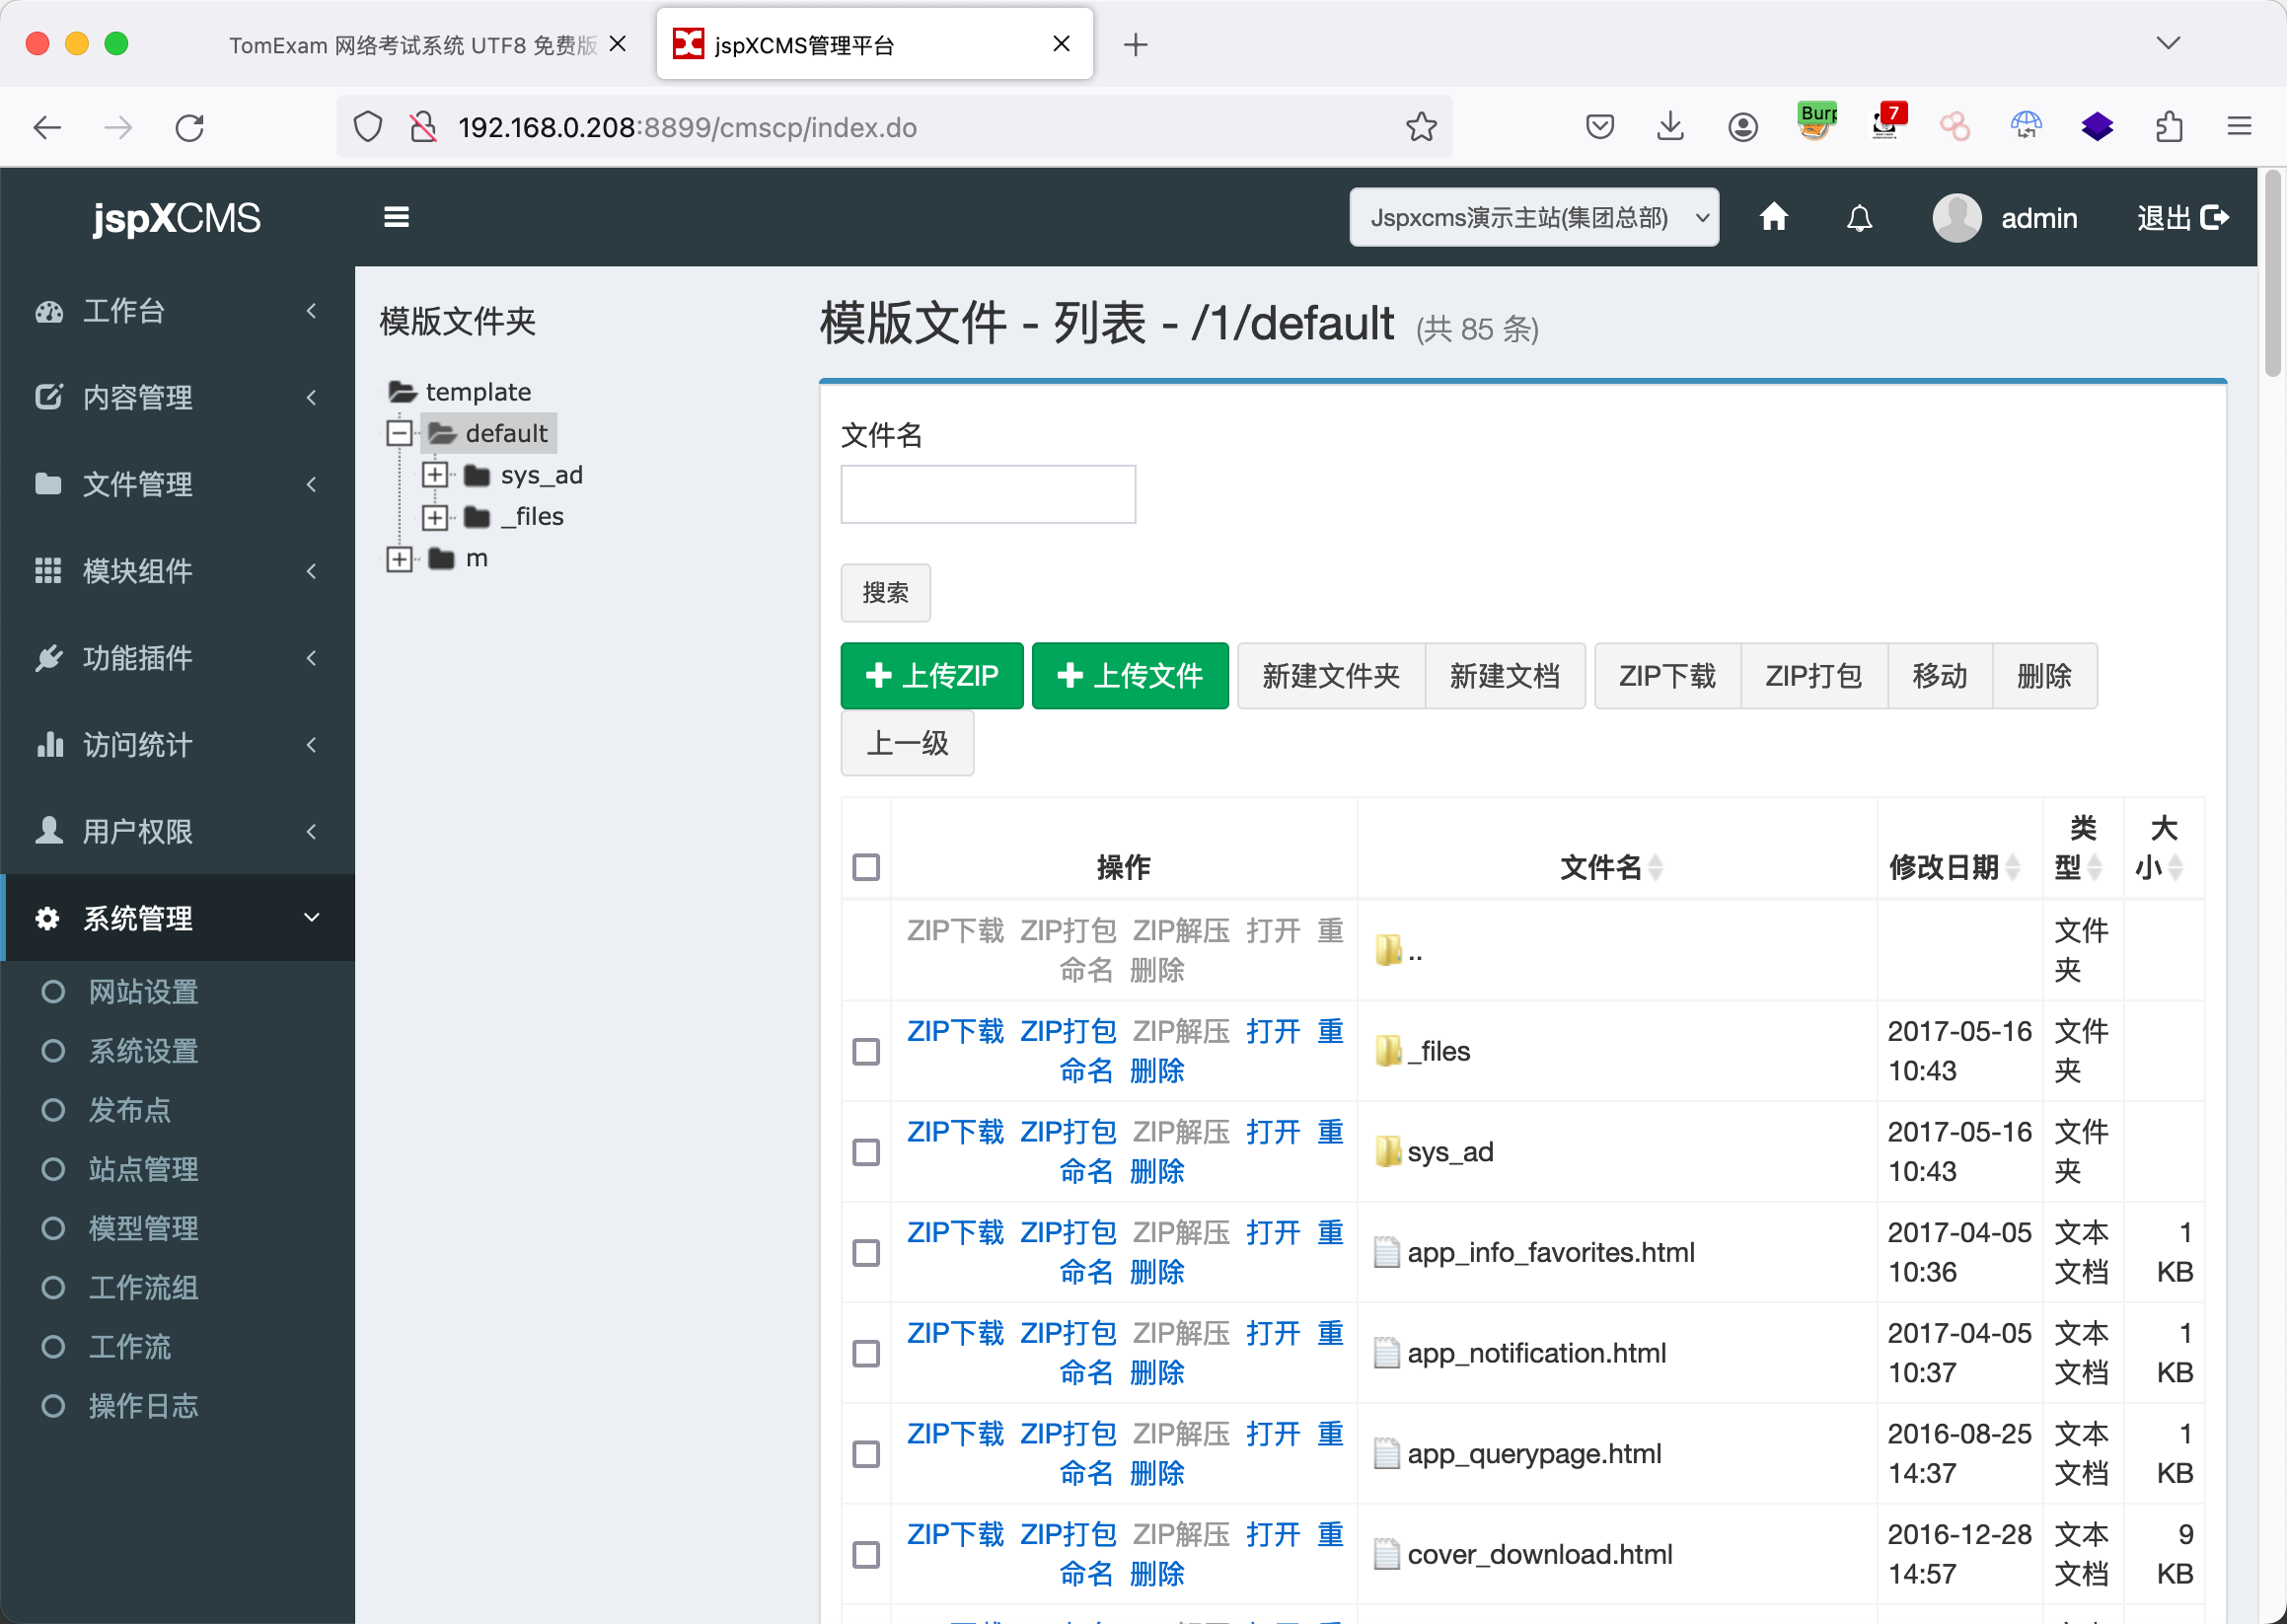 TomExam 网络考试系统 UTF8 免费版
jspXCMS管理平台
192.168.0.208:8899/cmscp/index.do
Burp
7
jspXCMS
Jspxcms演示主站(集团总部)
admin
退出
工作台
内容管理
文件管理
模块组件
功能插件
访问统计
用户权限
系统管理
网站设置
系统设置
发布点
站点管理
模型管理
工作流组
工作流
操作日志
模版文件夹
template
default
sys_ad
_files
m
模版文件 - 列表 - /1/default (共 85 条)
文件名
搜索
上传ZIP 上传文件 新建文件夹 新建文档 ZIP下载 ZIP打包 移动 删除
上一级
操作 文件名 修改日期 类型 大小
ZIP下载 ZIP打包 ZIP解压 打开 重命名 删除 .. 文件夹
ZIP下载 ZIP打包 ZIP解压 打开 重命名 删除 _files 2017-05-16 10:43 文件夹
ZIP下载 ZIP打包 ZIP解压 打开 重命名 删除 sys_ad 2017-05-16 10:43 文件夹
ZIP下载 ZIP打包 ZIP解压 打开 重命名 删除 app_info_favorites.html 2017-04-05 10:36 文本文档 1 KB
ZIP下载 ZIP打包 ZIP解压 打开 重命名 删除 app_notification.html 2017-04-05 10:37 文本文档 1 KB
ZIP下载 ZIP打包 ZIP解压 打开 重命名 删除 app_querypage.html 2016-08-25 14:37 文本文档 1 KB
ZIP下载 ZIP打包 ZIP解压 打开 重命名 删除 cover_download.html 2016-12-28 14:57 文本文档 9 KB